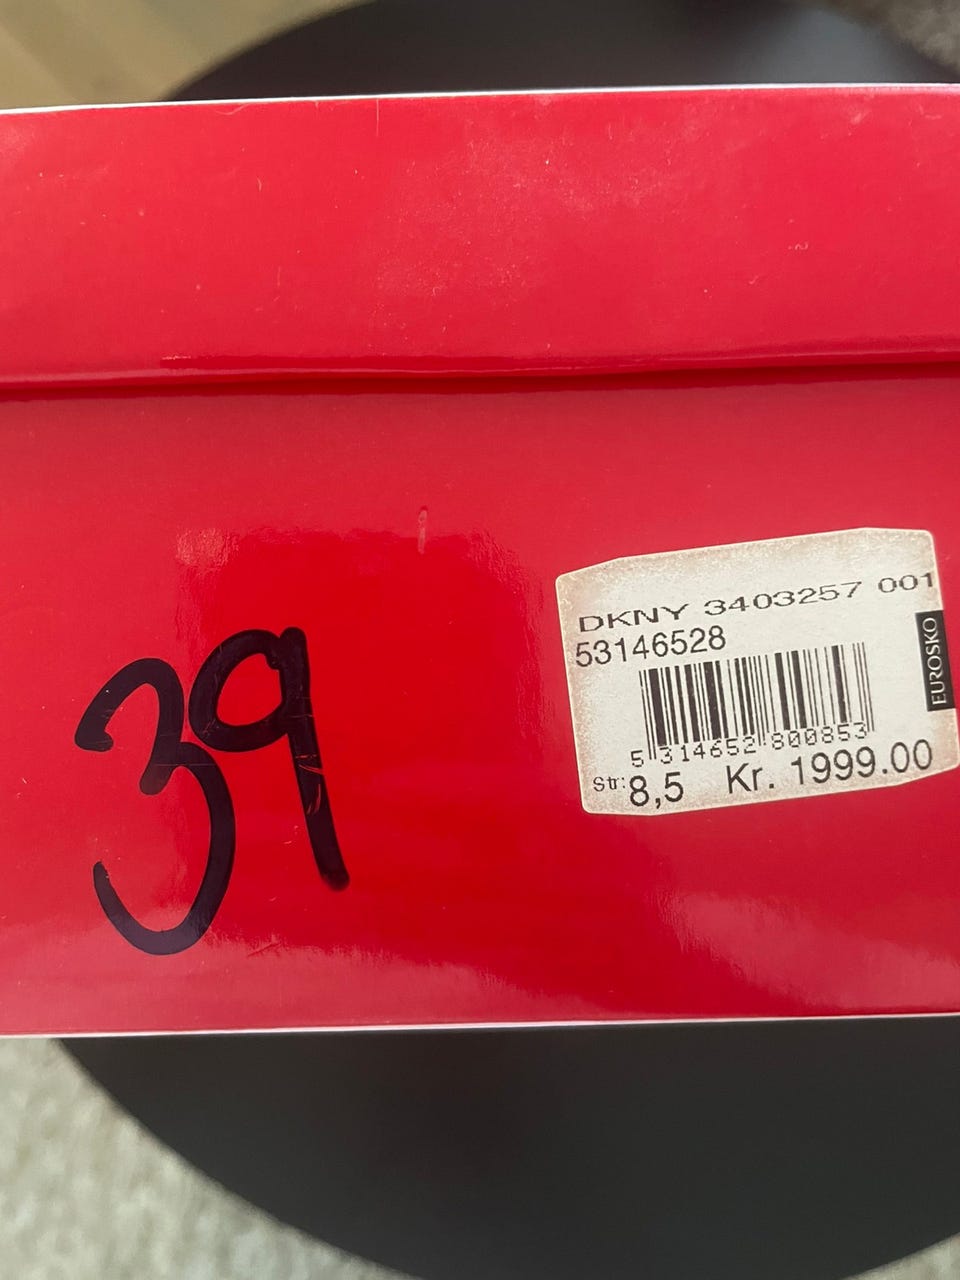 39
DKNY 3403257 001
53146528
EUROSKO
5 314652 800853
Str: 8,5 Kr. 1999.00